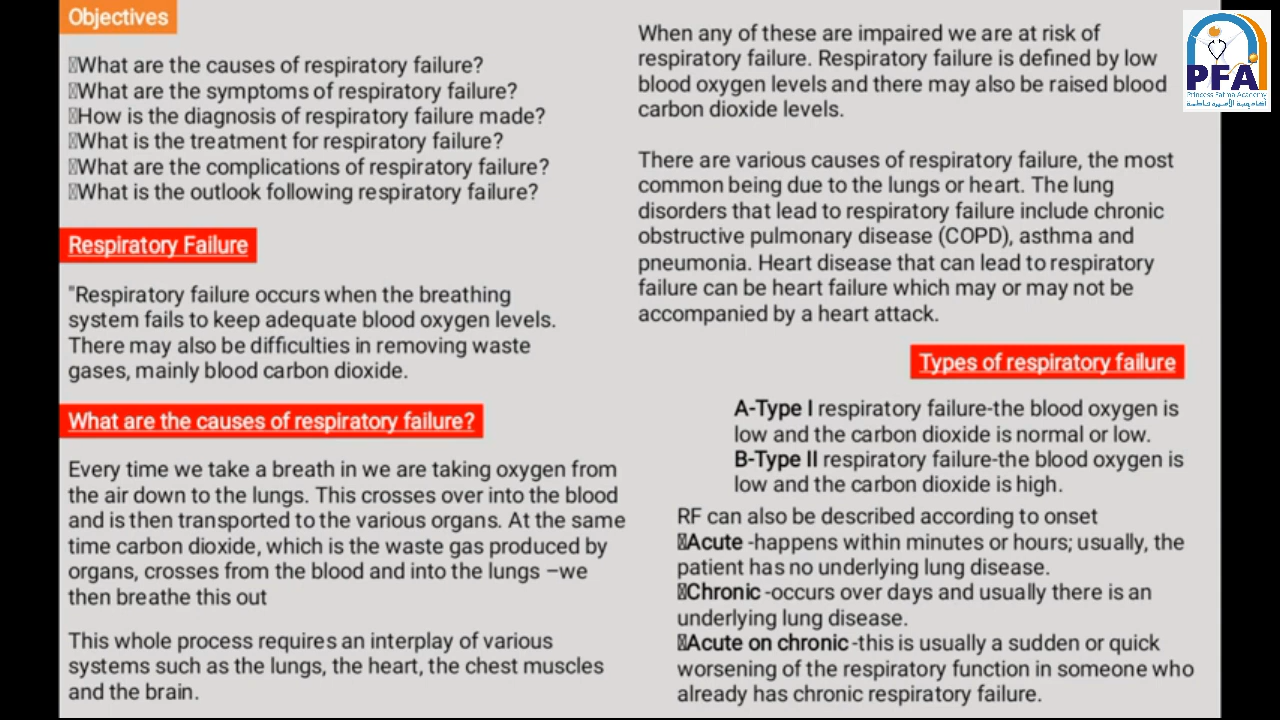 Objectives
What are the causes of respiratory failure?
What are the symptoms of respiratory failure?
How is the diagnosis of respiratory failure made?
What is the treatment for respiratory failure?
What are the complications of respiratory failure?
What is the outlook following respiratory failure?
Respiratory Failure
"Respiratory failure occurs when the breathing
system fails to keep adequate blood oxygen levels.
There may also be difficulties in removing waste
gases, mainly blood carbon dioxide.
What are the causes of respiratory failure?
Every time we take a breath in we are taking oxygen from
the air down to the lungs. This crosses over into the blood
and is then transported to the various organs. At the same
time carbon dioxide, which is the waste gas produced by
organs, crosses from the blood and into the lungs –we
then breathe this out
This whole process requires an interplay of various
systems such as the lungs, the heart, the chest muscles
and the brain.
When any of these are impaired we are at risk of
respiratory failure. Respiratory failure is defined by low
blood oxygen levels and there may also be raised blood
carbon dioxide levels.
There are various causes of respiratory failure, the most
common being due to the lungs or heart. The lung
disorders that lead to respiratory failure include chronic
obstructive pulmonary disease (COPD), asthma and
pneumonia. Heart disease that can lead to respiratory
failure can be heart failure which may or may not be
accompanied by a heart attack.
Types of respiratory failure
A-Type I respiratory failure-the blood oxygen is
low and the carbon dioxide is normal or low.
B-Type II respiratory failure-the blood oxygen is
low and the carbon dioxide is high.
RF can also be described according to onset
Acute -happens within minutes or hours; usually, the
patient has no underlying lung disease.
Chronic -occurs over days and usually there is an
underlying lung disease.
Acute on chronic -this is usually a sudden or quick
worsening of the respiratory function in someone who
already has chronic respiratory failure.
PFA
Princess Fatma Academy
أكاديمية الأميرة فاطمة